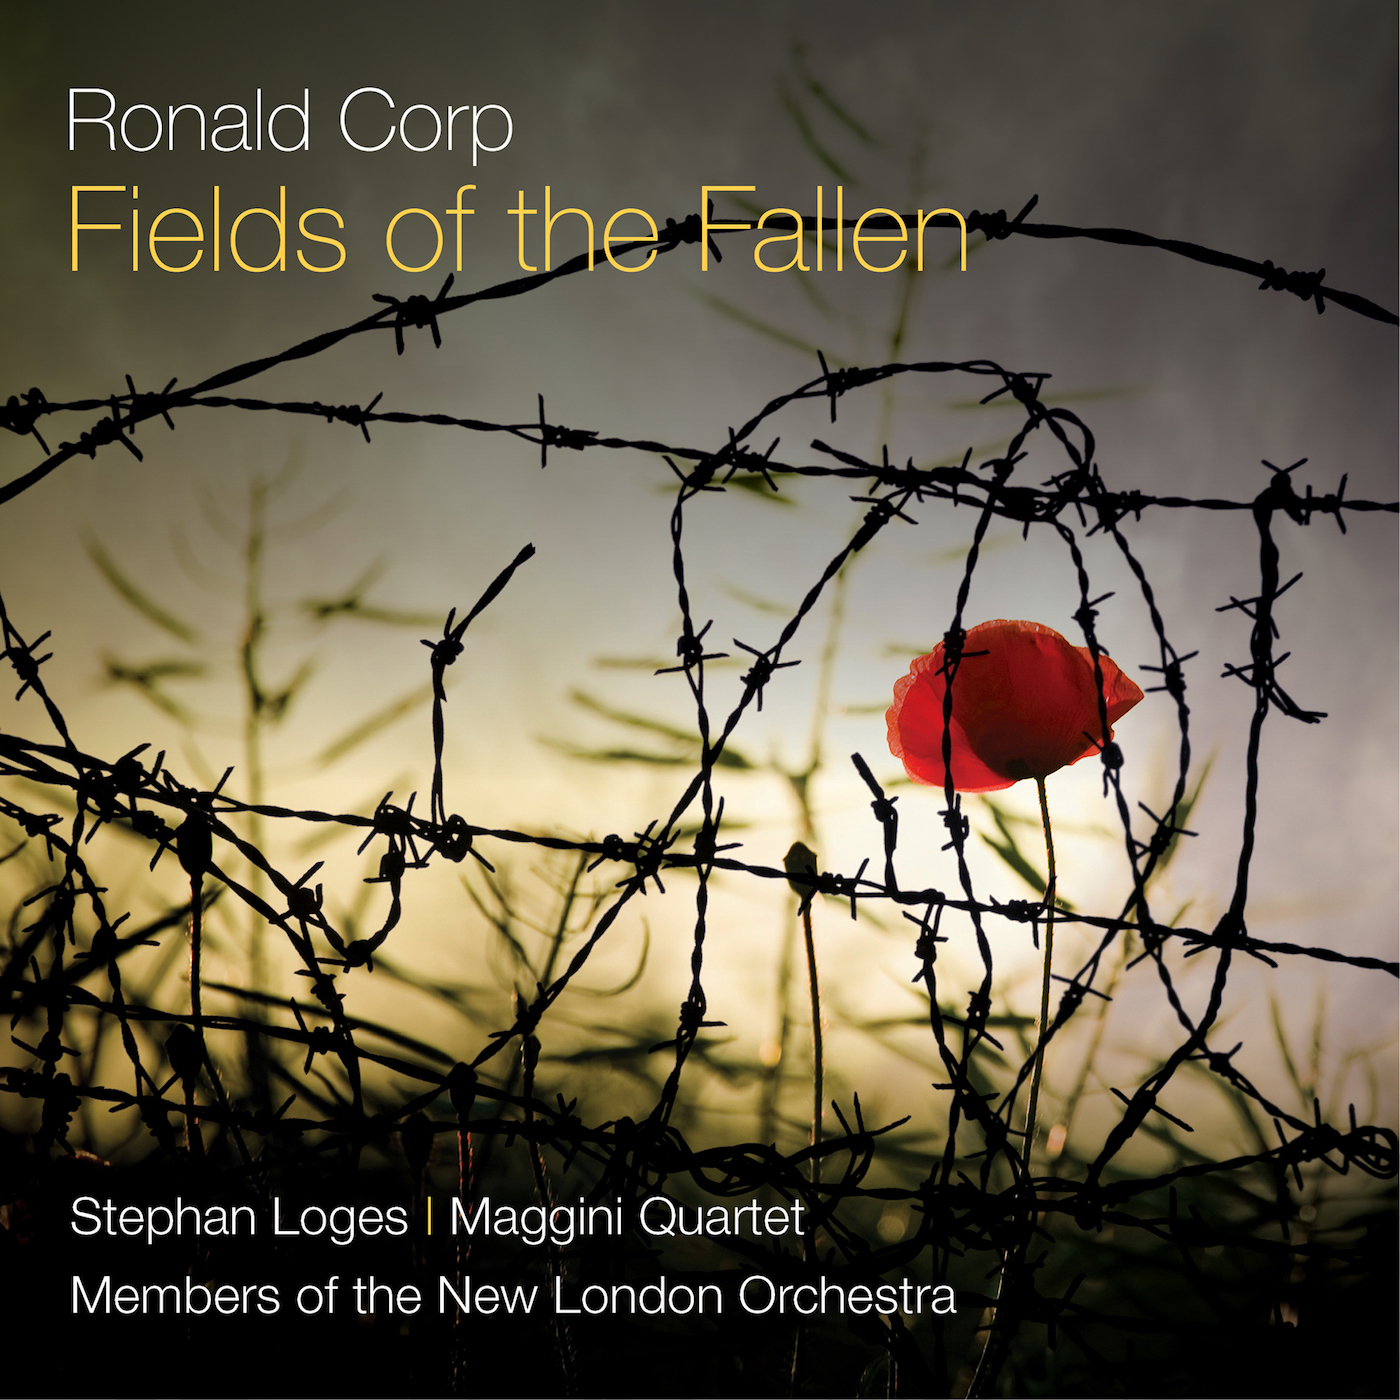 Ronald Corp
Fields of the Fallen
Stephan Loges | Maggini Quartet
Members of the New London Orchestra